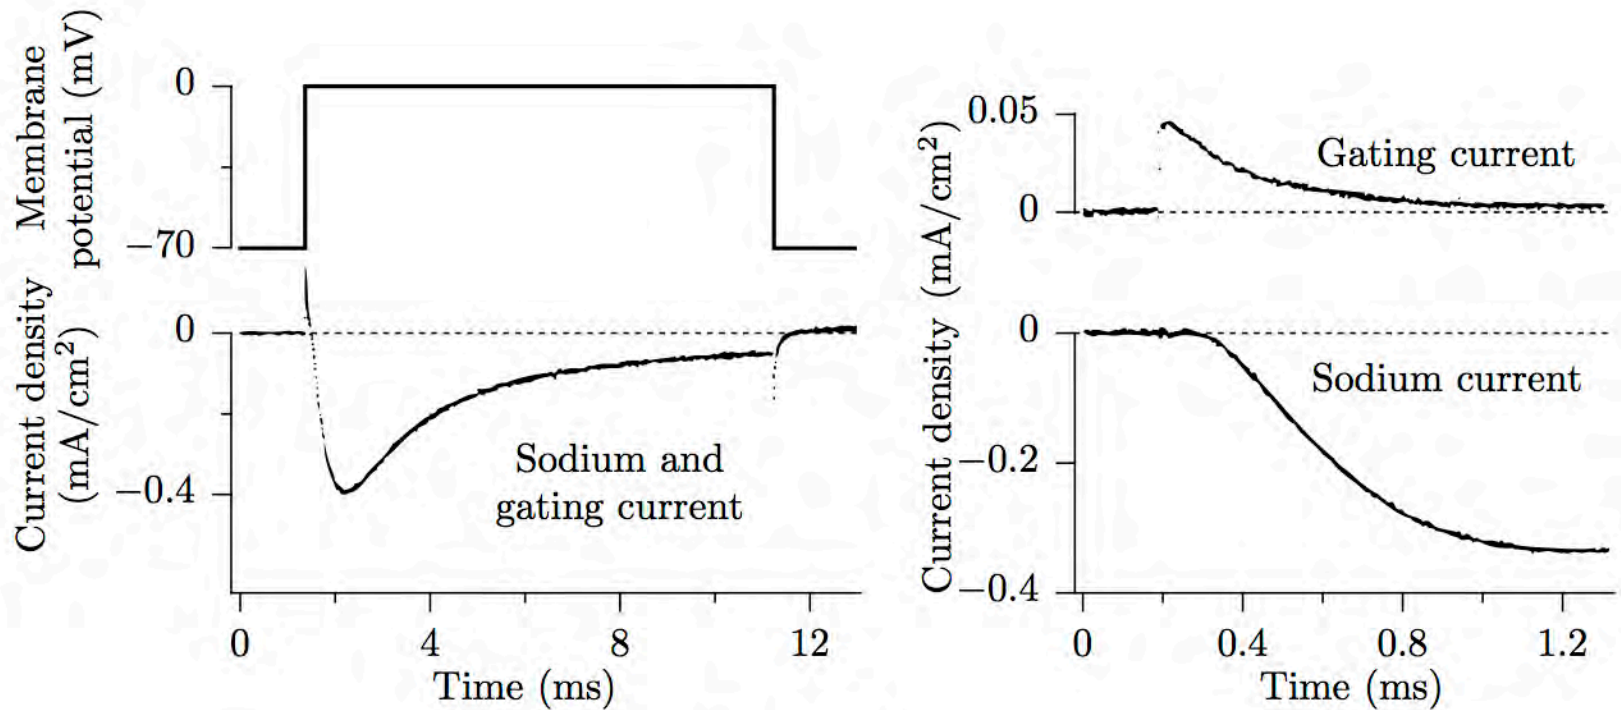 Membrane
potential (mV)
0
−70
Current density
(mA/cm²)
0
−0.4
Sodium and
gating current
0
4
8
12
Time (ms)
Current density (mA/cm²)
0.05
0
Gating current
0
−0.2
−0.4
Sodium current
0
0.4
0.8
1.2
Time (ms)